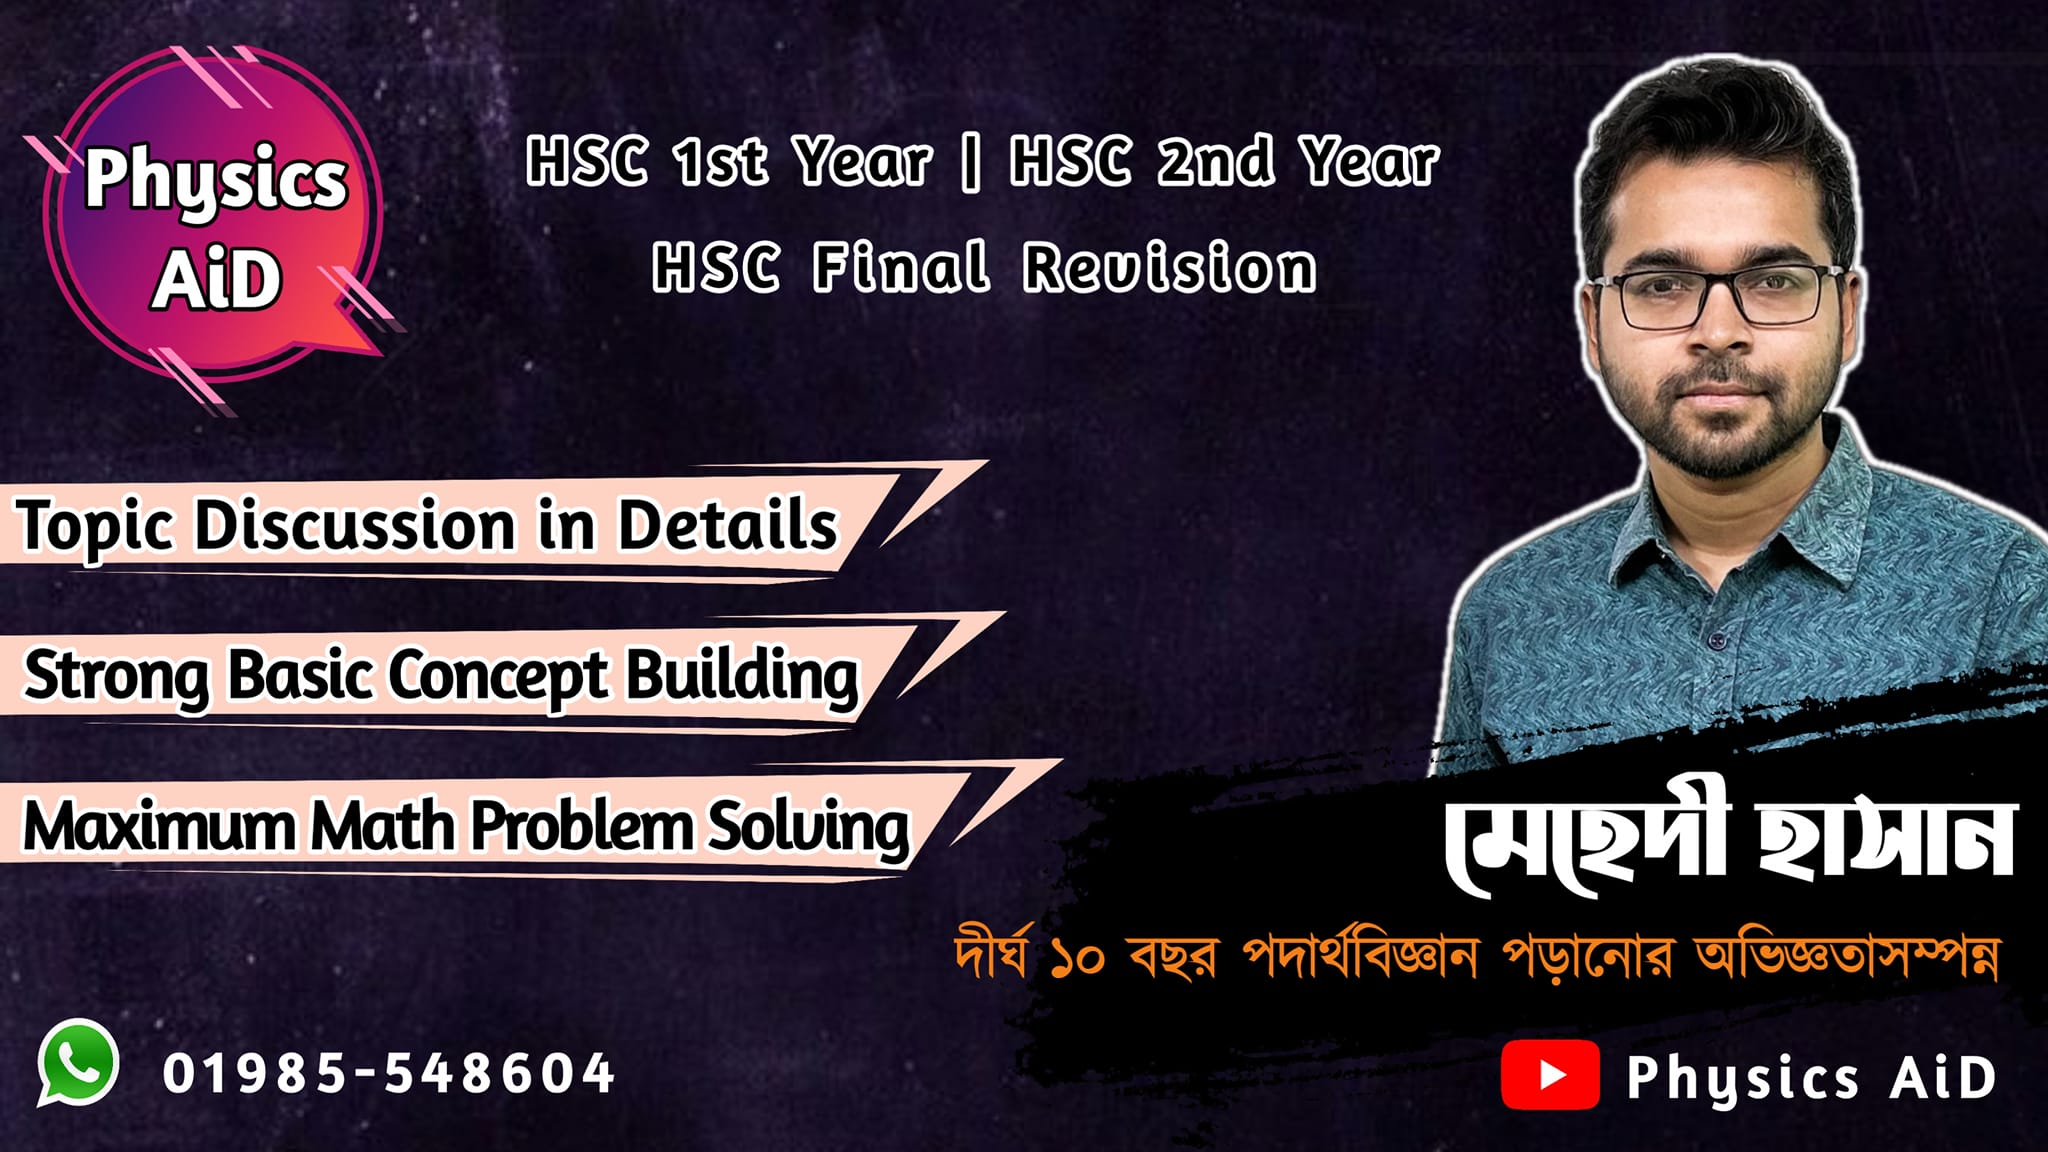 Physics
AiD
HSC 1st Year | HSC 2nd Year
HSC Final Revision
Topic Discussion in Details
Strong Basic Concept Building
Maximum Math Problem Solving
মেহেদী হাসান
দীর্ঘ ১০ বছর পদার্থবিজ্ঞান পড়ানোর অভিজ্ঞতাসম্পন্ন
01985-548604
Physics AiD